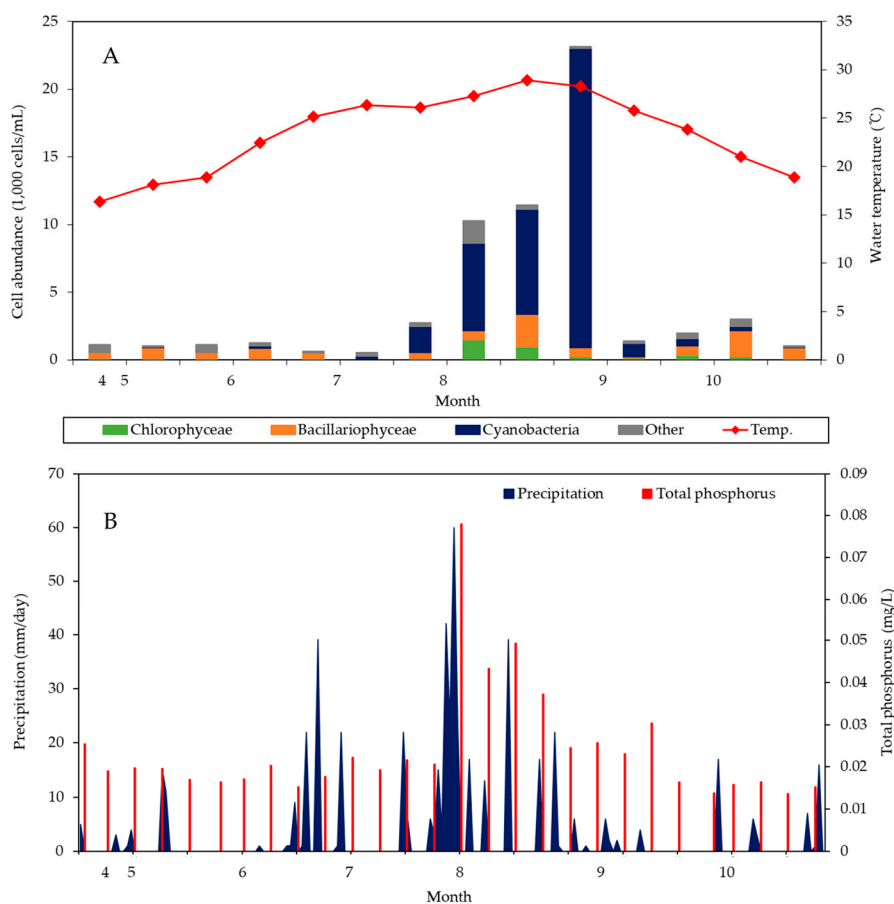 A
Cell abundance (1,000 cells/mL)
25
20
15
10
5
0
Water temperature (℃)
35
30
25
20
15
10
5
0
4 5 6 7 8 9 10
Month
Chlorophyceae Bacillariophyceae Cyanobacteria Other Temp.
B
Precipitation Total phosphorus
Precipitation (mm/day)
70
60
50
40
30
20
10
0
Total phosphorus (mg/L)
0.09
0.08
0.07
0.06
0.05
0.04
0.03
0.02
0.01
0
4 5 6 7 8 9 10
Month